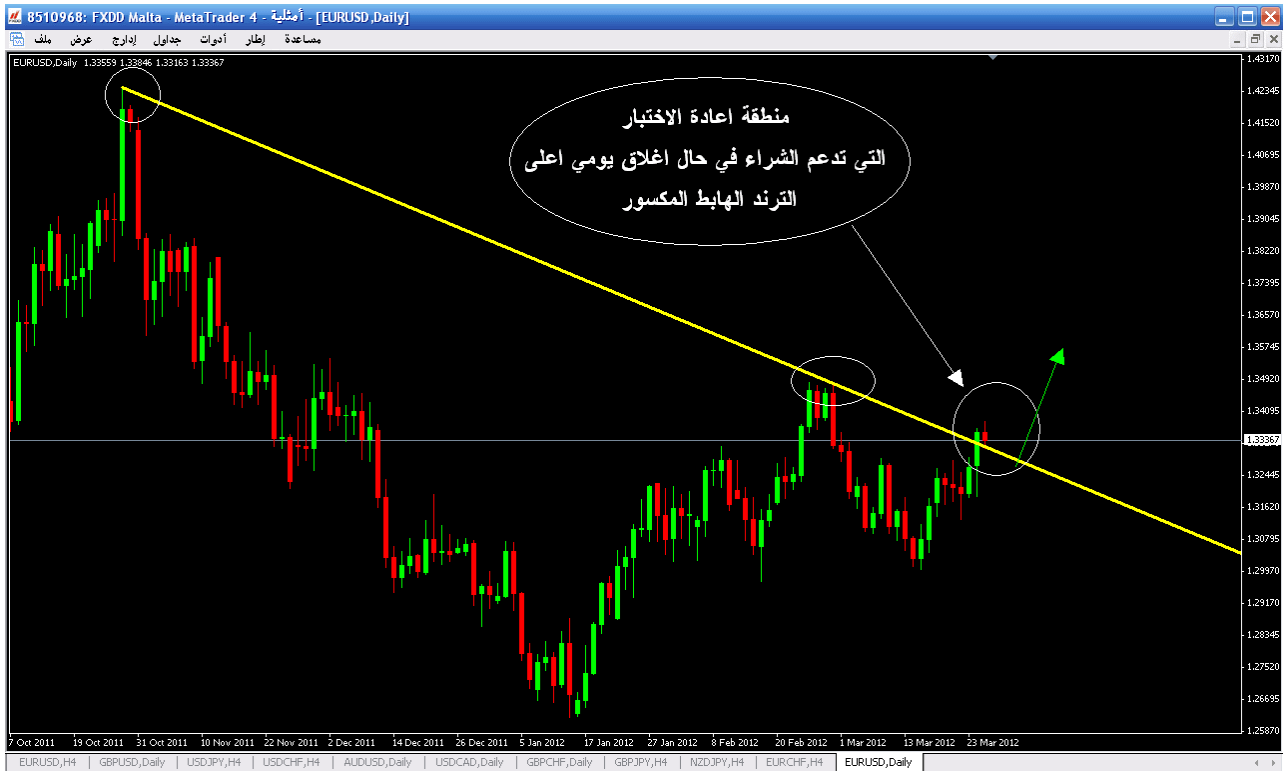 8510968: FXDD Malta - MetaTrader 4 - أمثلية - [EURUSD,Daily]
ملف عرض إدارج جداول أدوات إطار مساعدة
EURUSD,Daily 1.33559 1.33846 1.33163 1.33367
منطقة اعادة الاختبار
التي تدعم الشراء في حال اغلاق يومي اعلى
الترند الهابط المكسور
1.43170
1.42345
1.41520
1.40695
1.39870
1.39045
1.38220
1.37395
1.36570
1.35745
1.34920
1.34095
1.33367
1.32445
1.31620
1.30795
1.29970
1.29170
1.28345
1.27520
1.26695
1.25870
7 Oct 2011 19 Oct 2011 31 Oct 2011 10 Nov 2011 22 Nov 2011 2 Dec 2011 14 Dec 2011 26 Dec 2011 5 Jan 2012 17 Jan 2012 27 Jan 2012 8 Feb 2012 20 Feb 2012 1 Mar 2012 13 Mar 2012 23 Mar 2012
EURUSD,H4 GBPUSD,Daily USDJPY,H4 USDCHF,H4 AUDUSD,Daily USDCAD,Daily GBPCHF,Daily GBPJPY,H4 NZDJPY,H4 EURCHF,H4 EURUSD,Daily